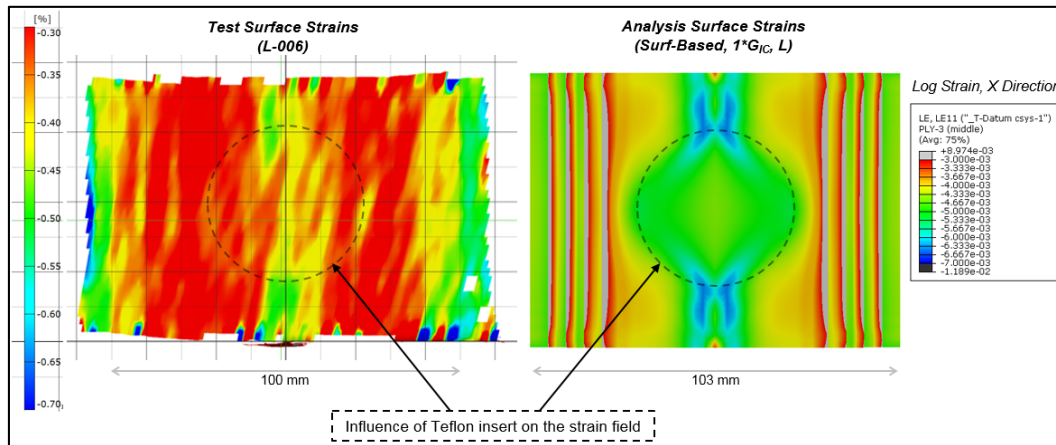 [%]
-0.30
-0.35
-0.40
-0.45
-0.50
-0.55
-0.60
-0.65
-0.70
Test Surface Strains
(L-006)
100 mm
Analysis Surface Strains
(Surf-Based, 1*GIC, L)
103 mm
Log Strain, X Direction
LE, LE11 ("_T-Datum csys-1")
PLY-3 (middle)
(Avg: 75%)
+8.974e-03
-3.000e-03
-3.333e-03
-3.667e-03
-4.000e-03
-4.333e-03
-4.667e-03
-5.000e-03
-5.333e-03
-5.667e-03
-6.000e-03
-6.333e-03
-6.667e-03
-7.000e-03
-1.189e-02
Influence of Teflon insert on the strain field